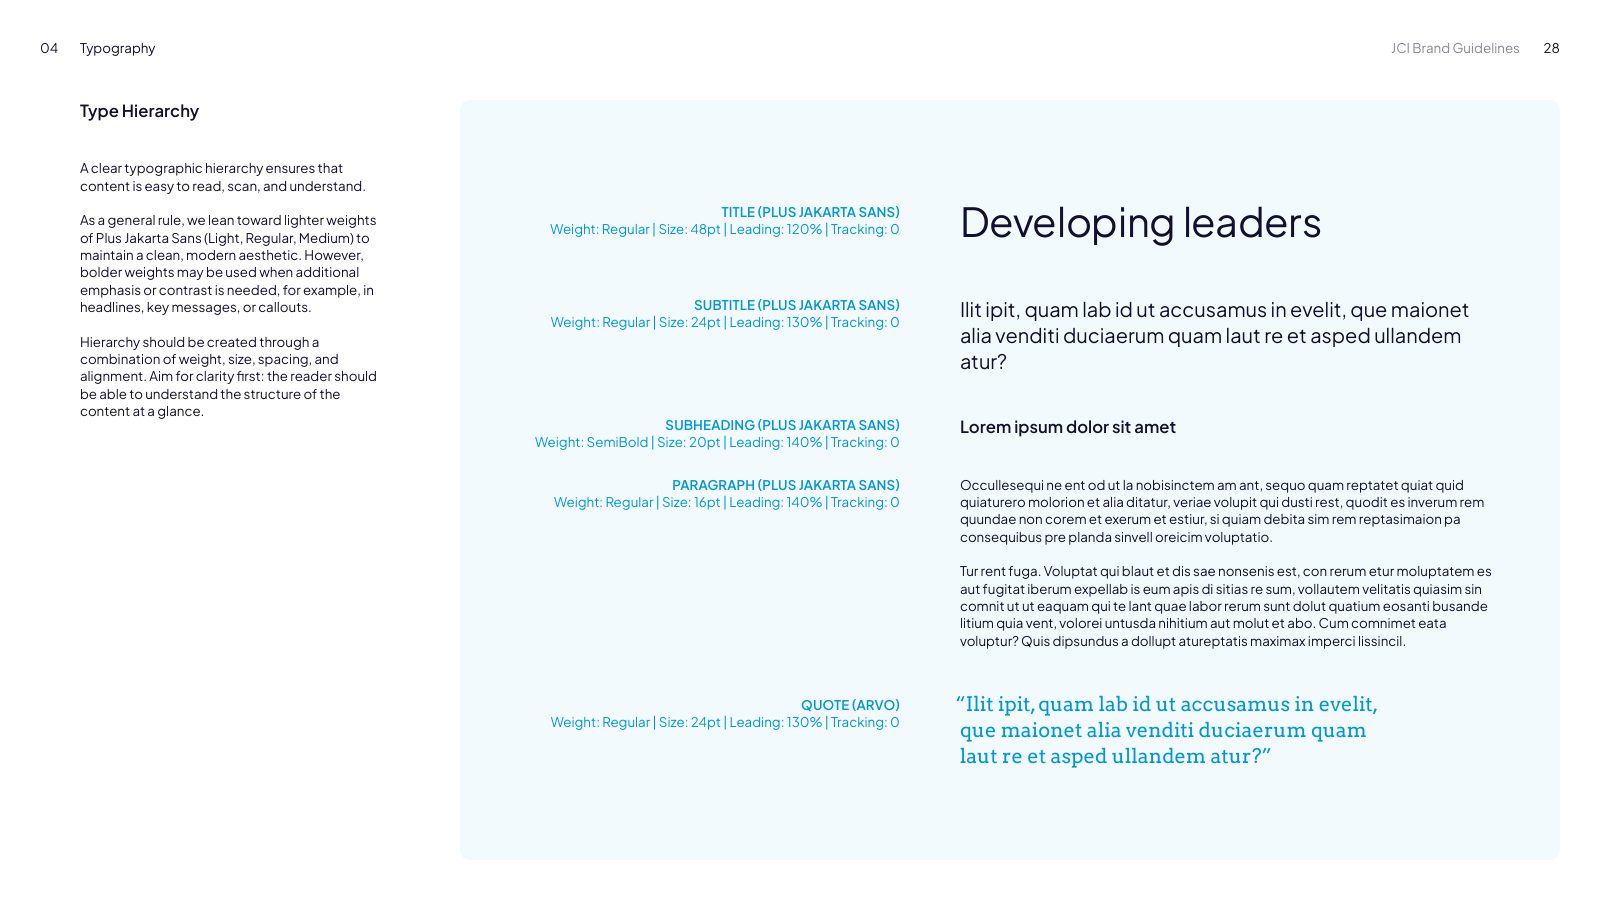 04 Typography
JCI Brand Guidelines 28
Type Hierarchy
A clear typographic hierarchy ensures that
content is easy to read, scan, and understand.
As a general rule, we lean toward lighter weights
of Plus Jakarta Sans (Light, Regular, Medium) to
maintain a clean, modern aesthetic. However,
bolder weights may be used when additional
emphasis or contrast is needed, for example, in
headlines, key messages, or callouts.
Hierarchy should be created through a
combination of weight, size, spacing, and
alignment. Aim for clarity first: the reader should
be able to understand the structure of the
content at a glance.
TITLE (PLUS JAKARTA SANS)
Weight: Regular | Size: 48pt | Leading: 120% | Tracking: 0
Developing leaders
SUBTITLE (PLUS JAKARTA SANS)
Weight: Regular | Size: 24pt | Leading: 130% | Tracking: 0
Ilit ipit, quam lab id ut accusamus in evelit, que maionet
alia venditi duciaerum quam laut re et asped ullandem
atur?
SUBHEADING (PLUS JAKARTA SANS)
Weight: SemiBold | Size: 20pt | Leading: 140% | Tracking: 0
Lorem ipsum dolor sit amet
PARAGRAPH (PLUS JAKARTA SANS)
Weight: Regular | Size: 16pt | Leading: 140% | Tracking: 0
Occullesequi ne ent od ut la nobisinctem am ant, sequo quam reptatet quiat quid
quiaturero molorion et alia ditatur, veriae volupit qui dusti rest, quodit es inverum rem
quundae non corem et exerum et estiur, si quiam debita sim rem reptasimaion pa
consequibus pre planda sinvell oreicim voluptatio.
Tur rent fuga. Voluptat qui blaut et dis sae nonsenis est, con rerum etur moluptatem es
aut fugitat iberum expellab is eum apis di sitias re sum, vollautem velitatis quiasim sin
comnit ut ut eaquam qui te lant quae labor rerum sunt dolut quatium eosanti busande
litium quia vent, volorei untusda nihitium aut molut et abo. Cum comnimet eata
voluptur? Quis dipsundus a dollupt atureptatis maximax imperci lissincil.
QUOTE (ARVO)
Weight: Regular | Size: 24pt | Leading: 130% | Tracking: 0
“Ilit ipit, quam lab id ut accusamus in evelit,
que maionet alia venditi duciaerum quam
laut re et asped ullandem atur?”